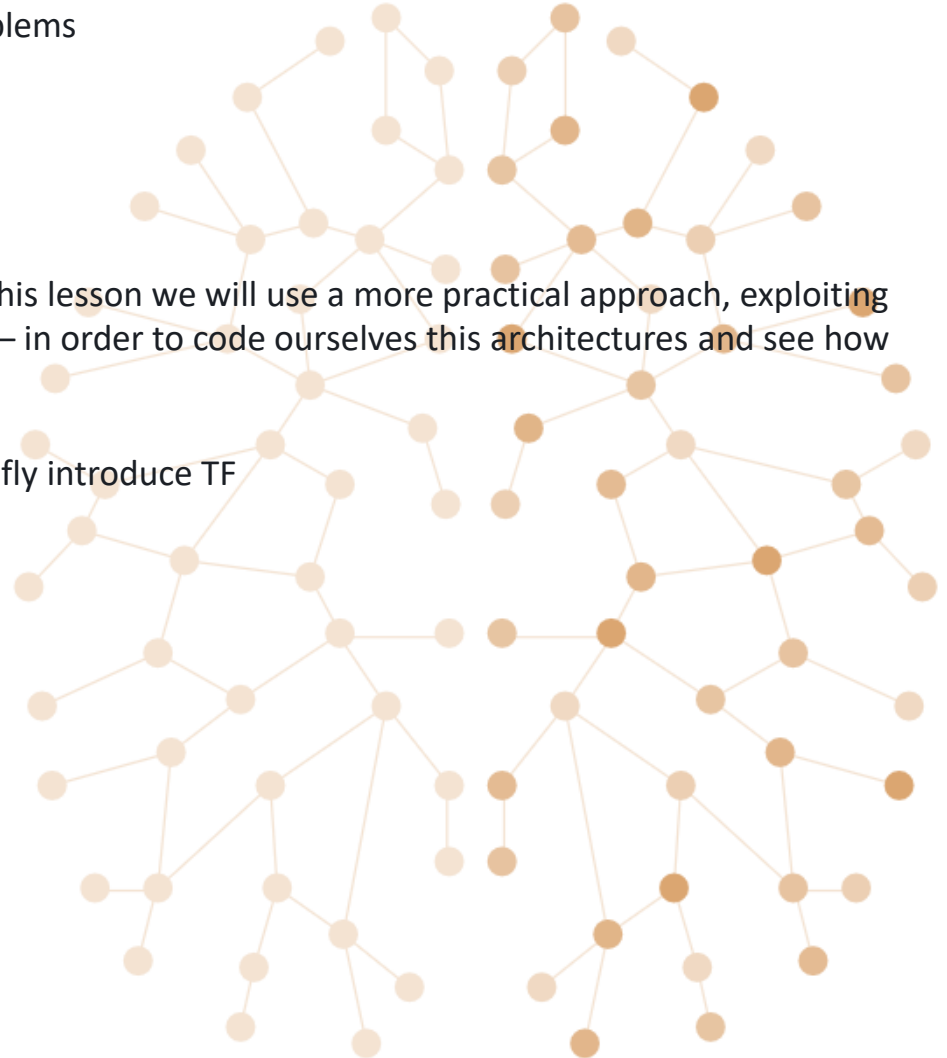 his lesson we will use a more practical approach, exploiting
– in order to code ourselves this architectures and see how
fly introduce TF